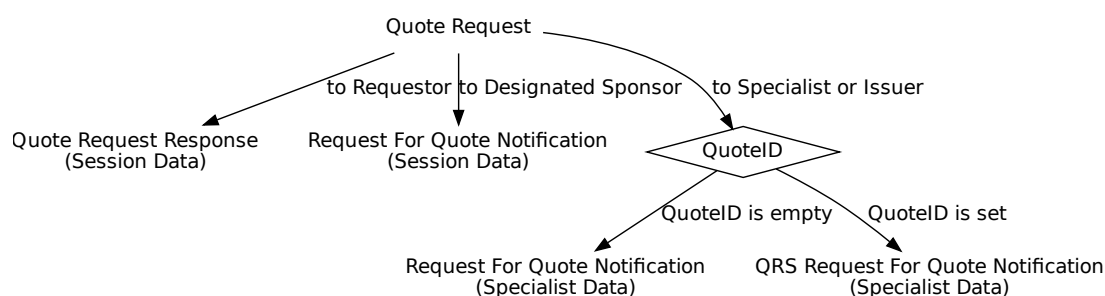 Quote Request
to Requestor
to Designated Sponsor
to Specialist or Issuer
Quote Request Response
(Session Data)
Request For Quote Notification
(Session Data)
QuoteID
QuoteID is empty
QuoteID is set
Request For Quote Notification
(Specialist Data)
QRS Request For Quote Notification
(Specialist Data)